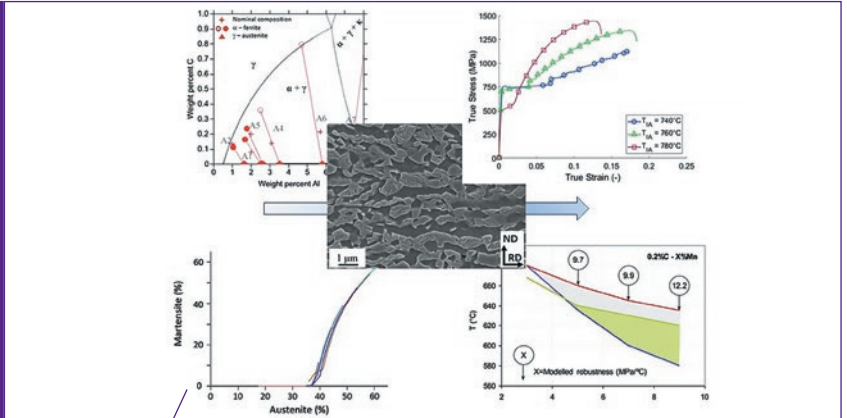 1.0
0.9
0.8
0.7
0.6
0.5
0.4
0.3
0.2
0.1
0
Weight percent C
+ Nominal composition
α – ferrite
γ – austenite
γ
α + γ
α + γ + κ
A2
A1
A5
A4
A6
A7
0 1 2 3 4 5 6
Weight percent Al
1500
1250
1000
750
500
250
0
True Stress (MPa)
T_IA = 740°C
T_IA = 760°C
T_IA = 780°C
0 0.05 0.1 0.15 0.2 0.25
True Strain (-)
1 μm
ND
RD
60
40
20
0
Martensite (%)
0 10 20 30 40 50 60
Austenite (%)
0.2%C - X%Mn
9.7
9.9
12.2
660
640
620
600
580
560
T (°C)
X
X=Modelled robustness (MPa/°C)
2 4 6 8 10